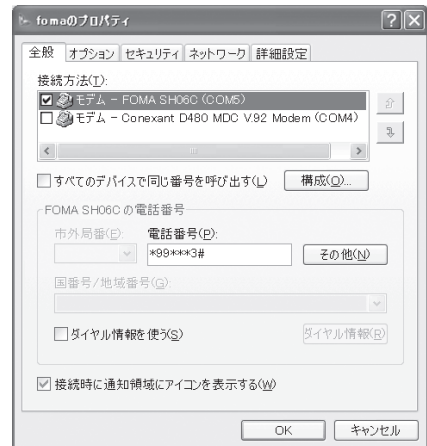 fomaのプロパティ
全般 オプション セキュリティ ネットワーク 詳細設定
接続方法(T):
モデム － FOMA SH06C (COM5)
モデム － Conexant D480 MDC V.92 Modem (COM4)
すべてのデバイスで同じ番号を呼び出す(L) 構成(O)...
FOMA SH06C の電話番号
市外局番(E): 電話番号(P):
*99***3# その他(N)
国番号/地域番号(G):
ダイヤル情報を使う(S) ダイヤル情報(R)
接続時に通知領域にアイコンを表示する(W)
OK キャンセル